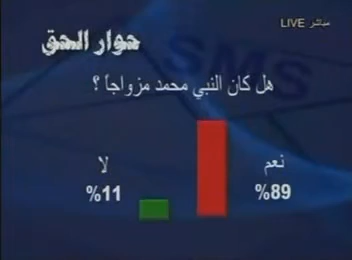 مباشر LIVE
حوار الحق
SMS
هل كان النبي محمد مزواجاً ؟
نعم
%89
لا
%11